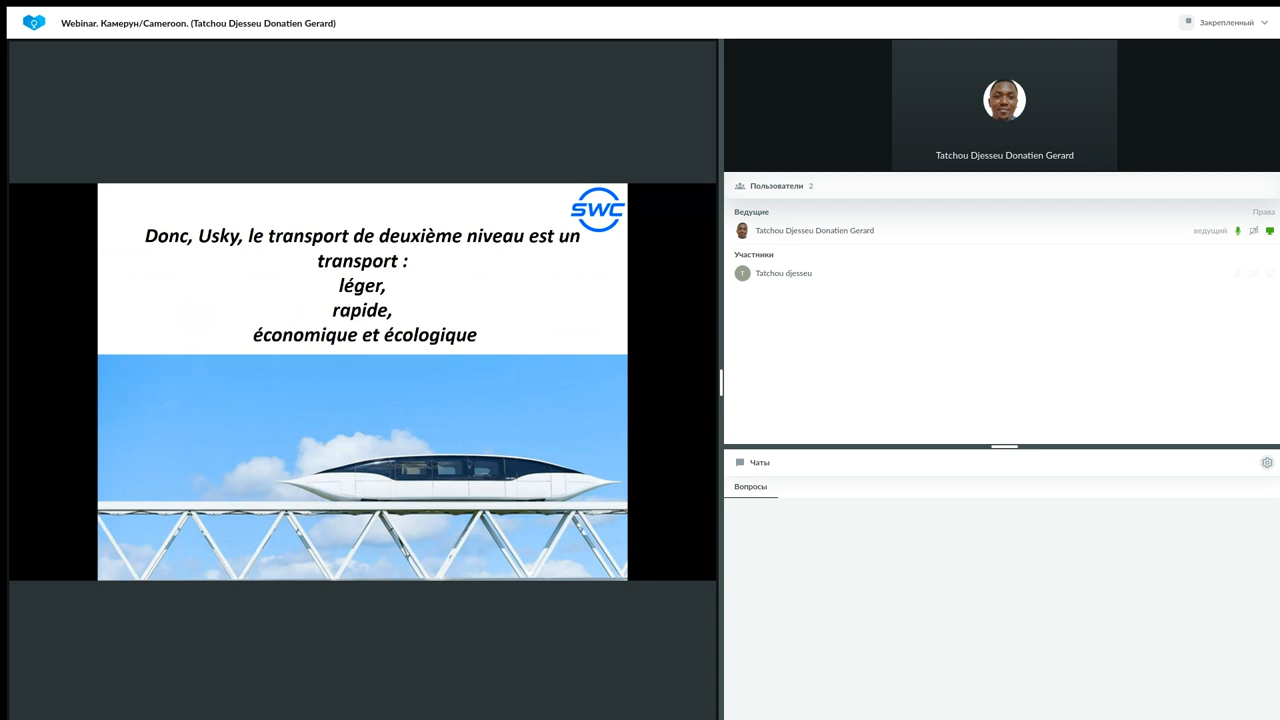 Webinar. Камерун/Cameroon. (Tatchou Djesseu Donatien Gerard)
Закрепленный
SWC
Donc, Usky, le transport de deuxième niveau est un
transport :
léger,
rapide,
économique et écologique
Tatchou Djesseu Donatien Gerard
Пользователи 2
Ведущие Права
Tatchou Djesseu Donatien Gerard ведущий
Участники
T Tatchou djesseu
Чаты
Вопросы